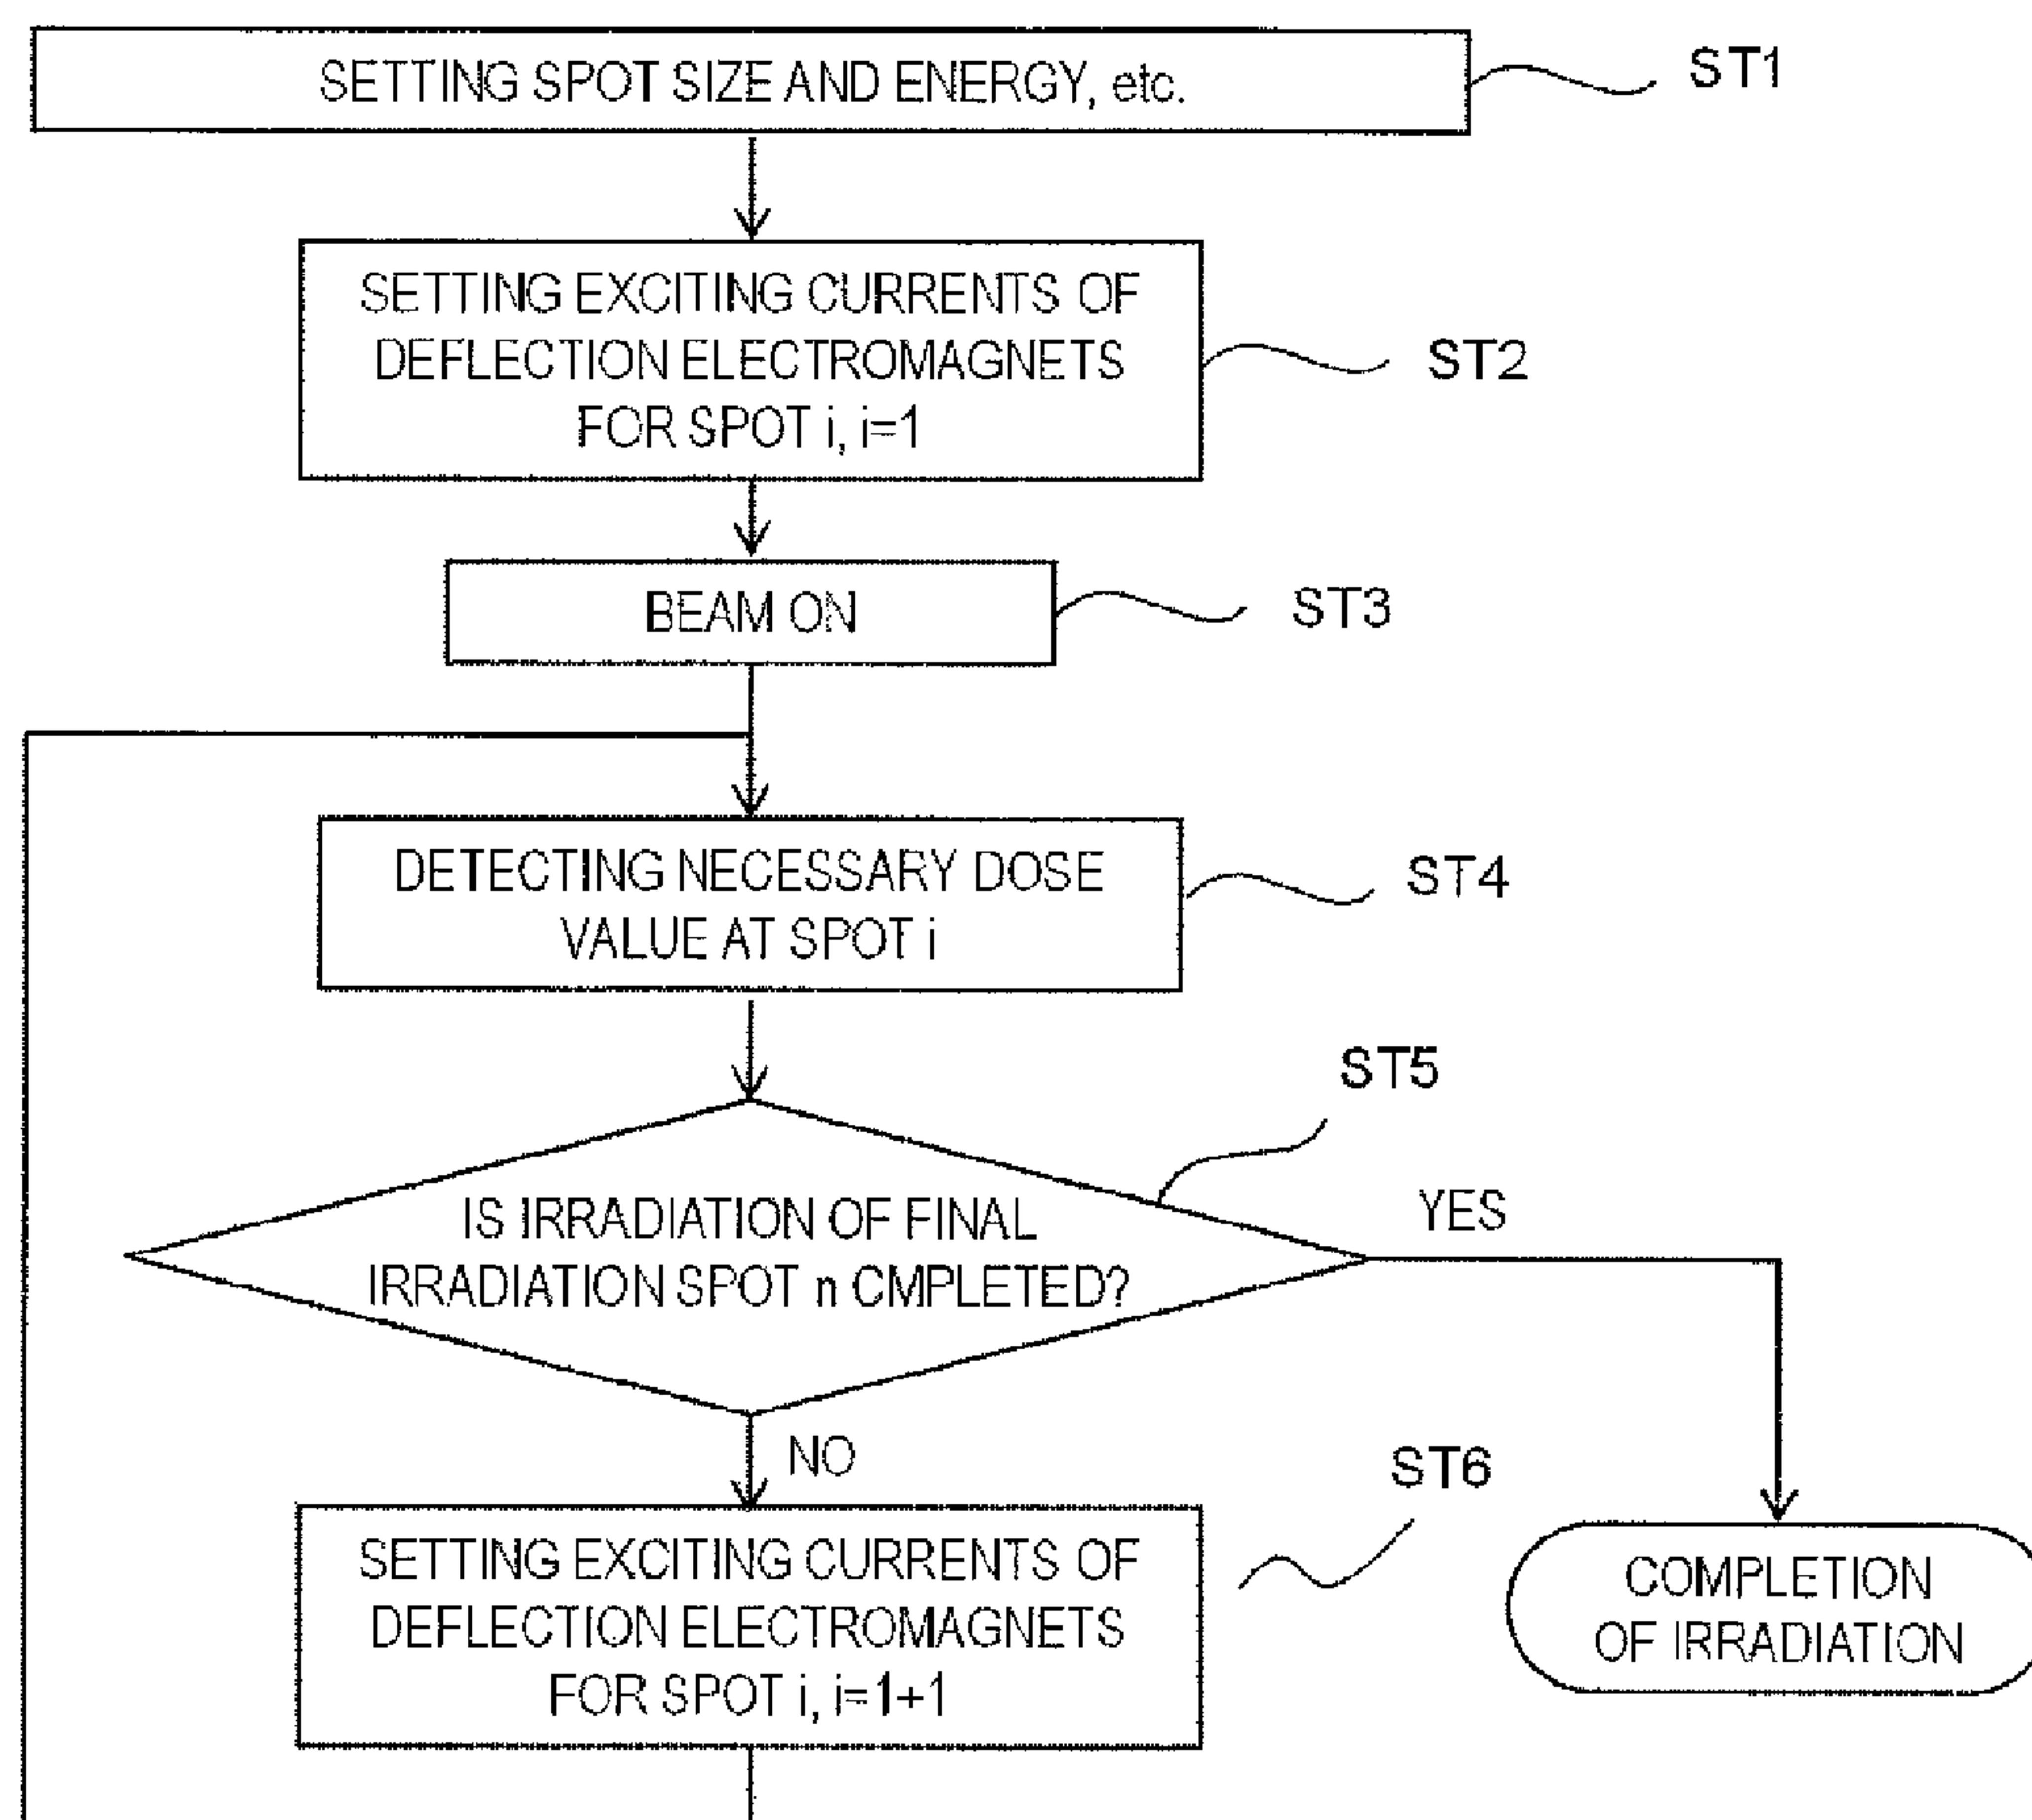 SETTING SPOT SIZE AND ENERGY, etc.
ST1
SETTING EXCITING CURRENTS OF
DEFLECTION ELECTROMAGNETS
FOR SPOT i, i=1
ST2
BEAM ON
ST3
DETECTING NECESSARY DOSE
VALUE AT SPOT i
ST4
ST5
IS IRRADIATION OF FINAL
IRRADIATION SPOT n CMPLETED?
YES
NO
ST6
SETTING EXCITING CURRENTS OF
DEFLECTION ELECTROMAGNETS
FOR SPOT i, i=1+1
COMPLETION
OF IRRADIATION